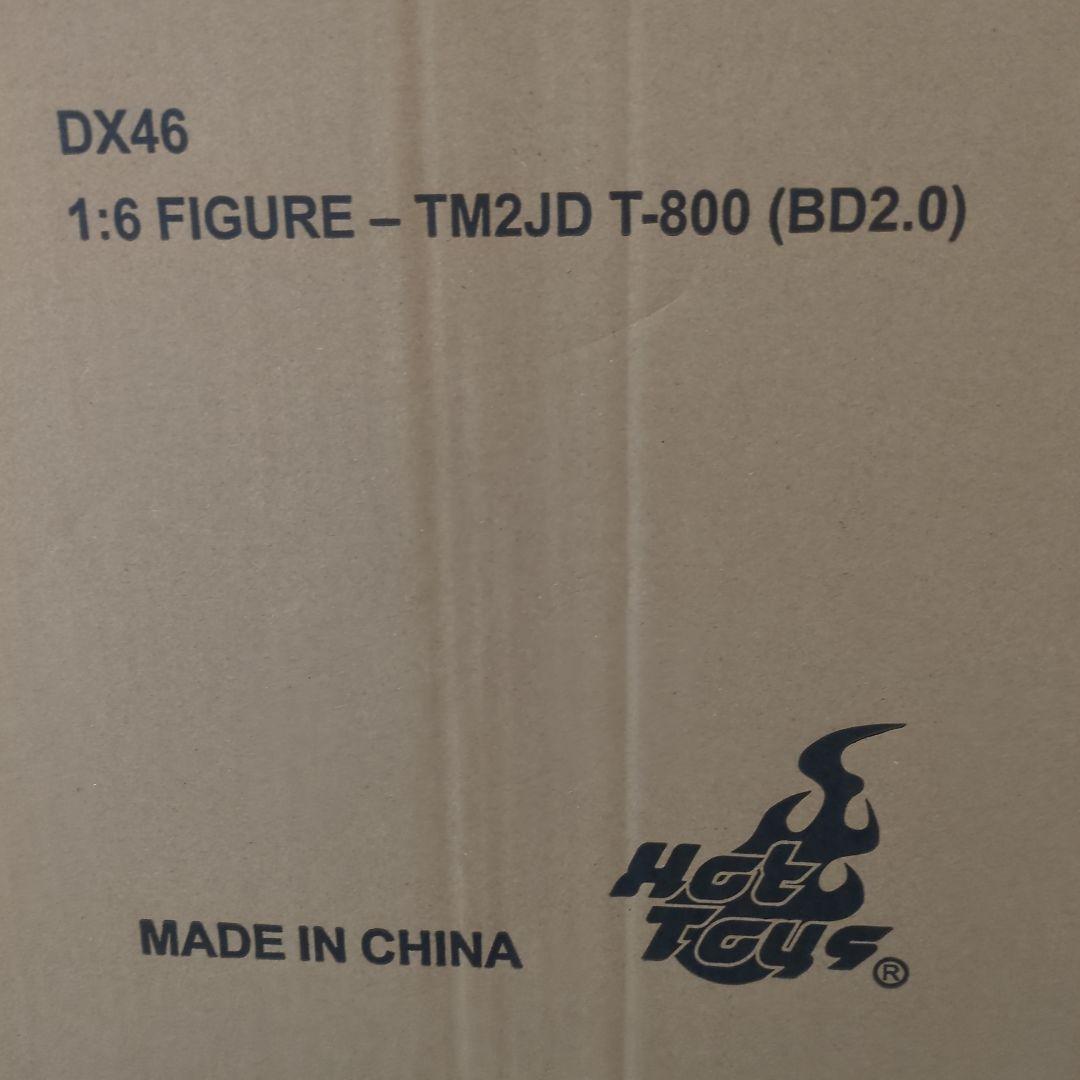 DX46
1:6 FIGURE – TM2JD T-800 (BD2.0)
Hot
Toys
®
MADE IN CHINA